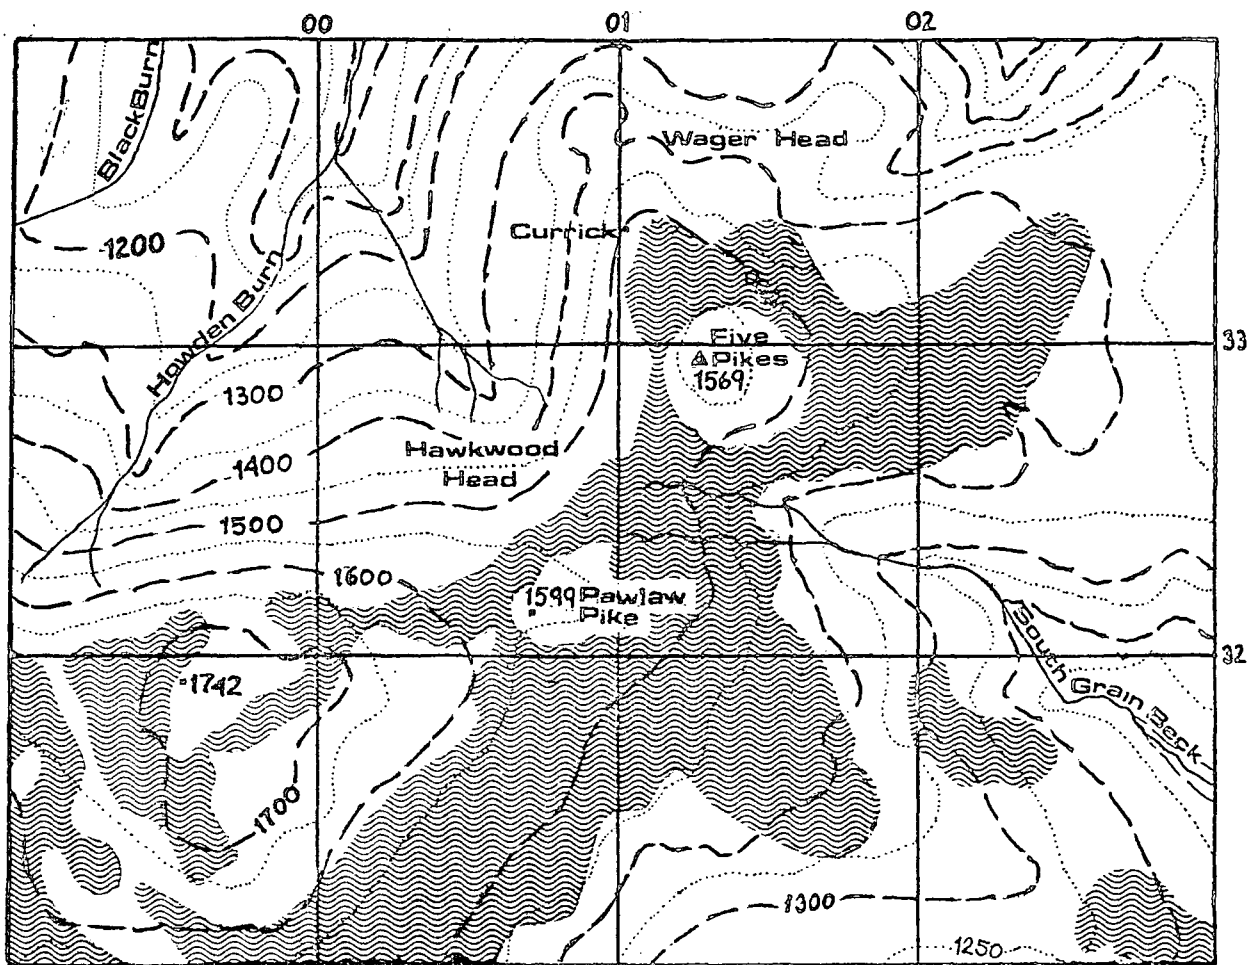 00
01
02
Black Burn
Wager Head
Currick
1200
Howden Burn
Five
Pikes
1569
33
1300
Hawkwood
Head
1400
1500
1600
1599 Pawlaw
Pike
32
1742
South Grain Beck
1700
1300
1250